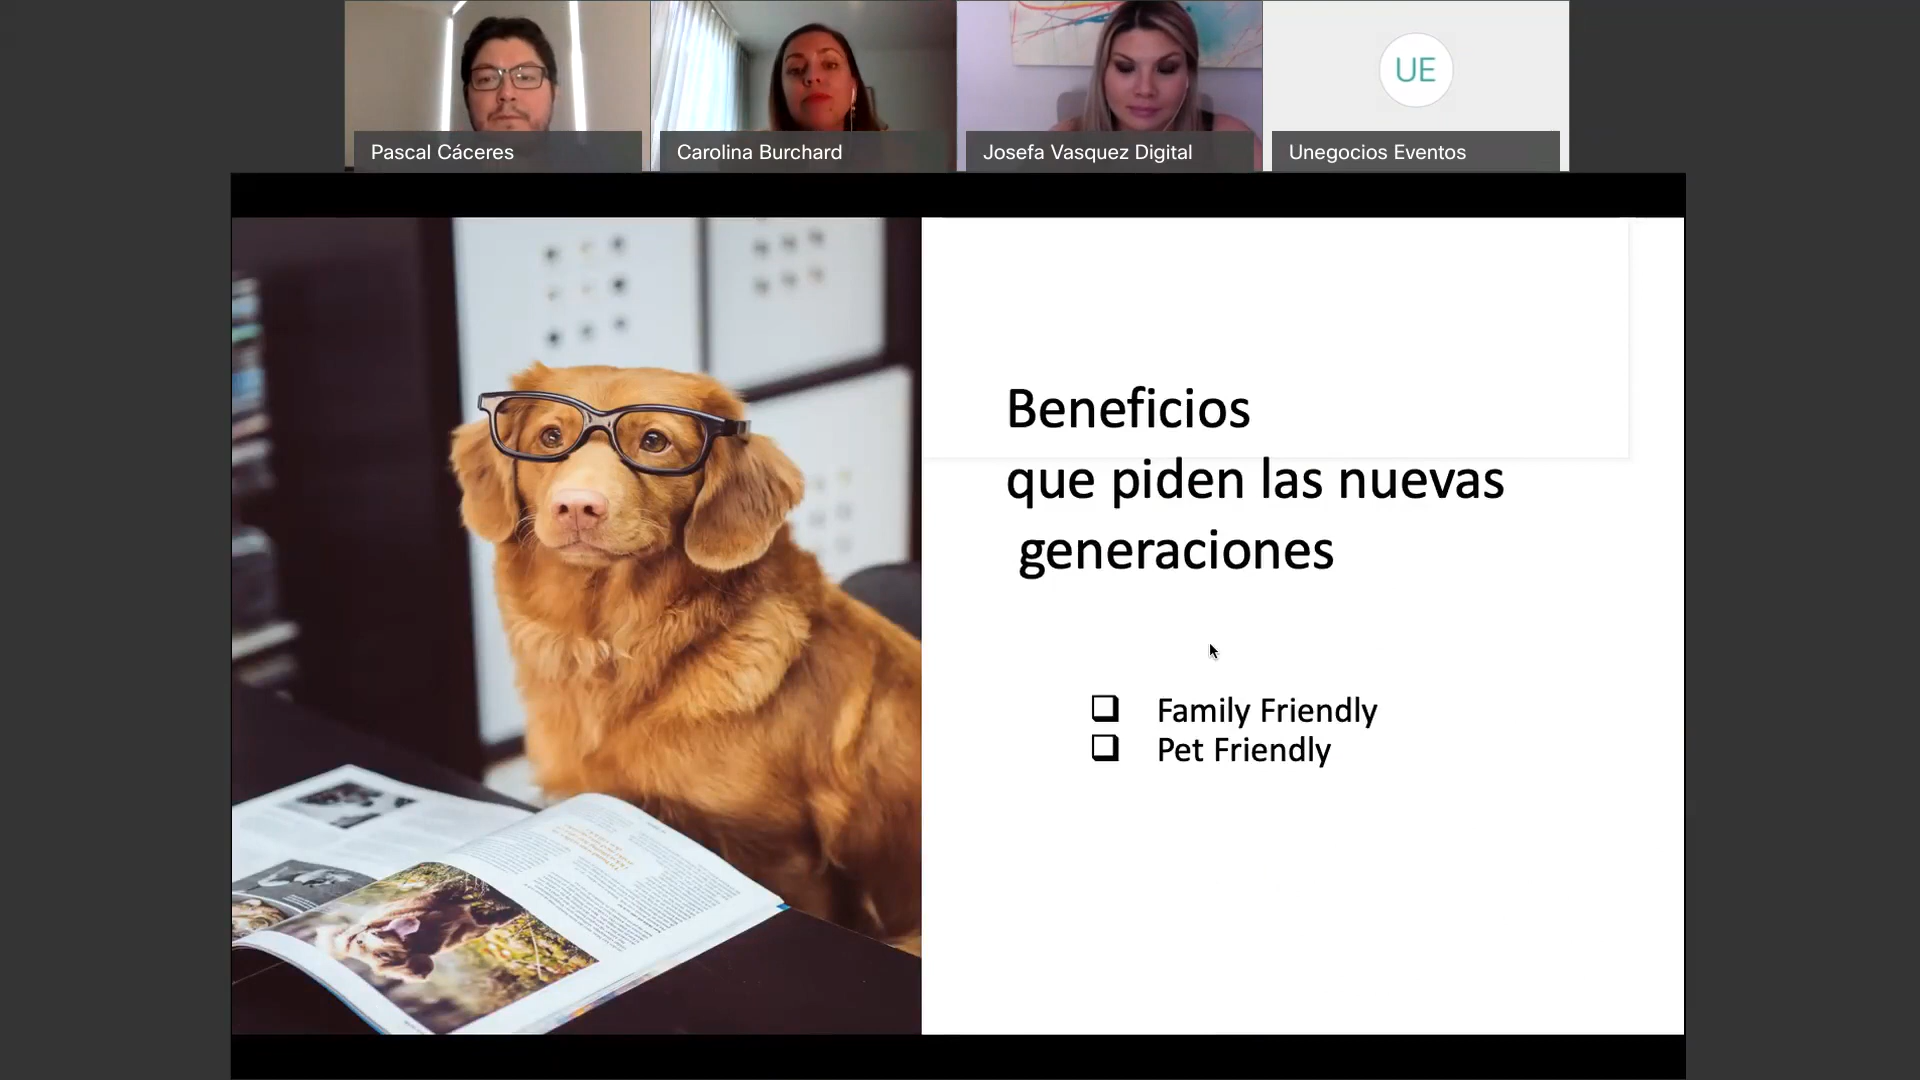 Pascal Cáceres
Carolina Burchard
Josefa Vasquez Digital
UE
Unegocios Eventos
Beneficios
que piden las nuevas
generaciones
❑ Family Friendly
❑ Pet Friendly